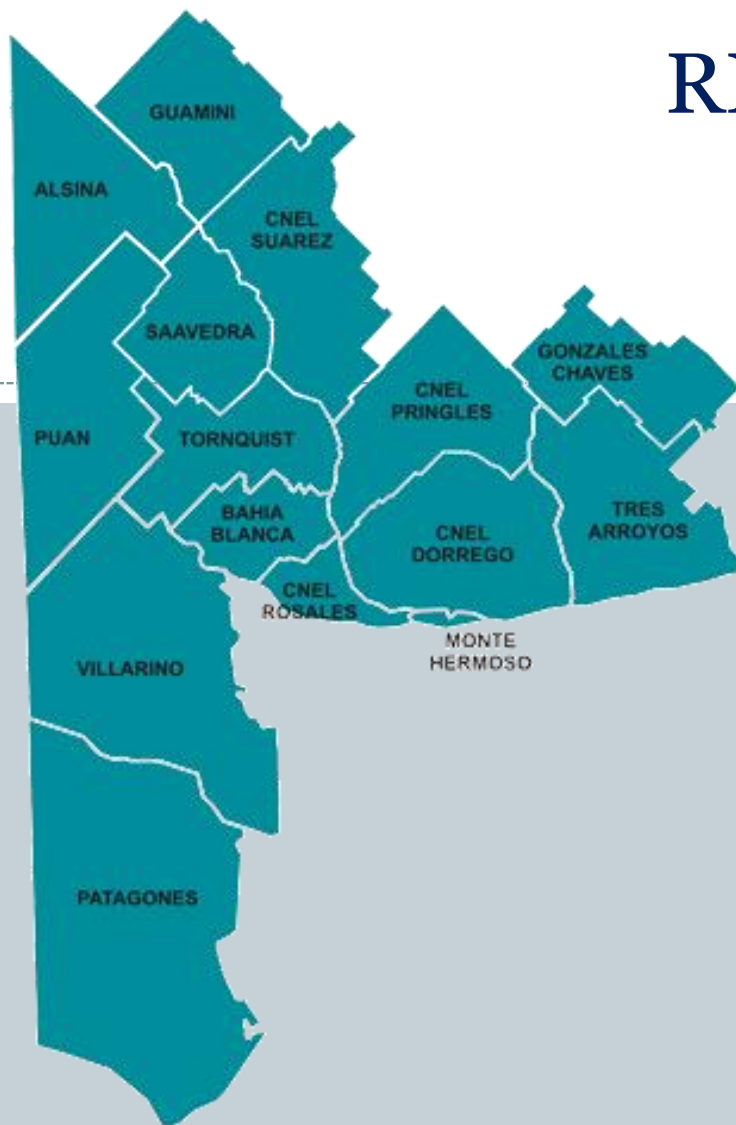 RI
GUAMINI
ALSINA
CNEL
SUAREZ
SAAVEDRA
GONZALES
CHAVES
CNEL
PRINGLES
PUAN
TORNQUIST
BAHIA
BLANCA
TRES
ARROYOS
CNEL
DORREGO
CNEL
ROSALES
MONTE
HERMOSO
VILLARINO
PATAGONES